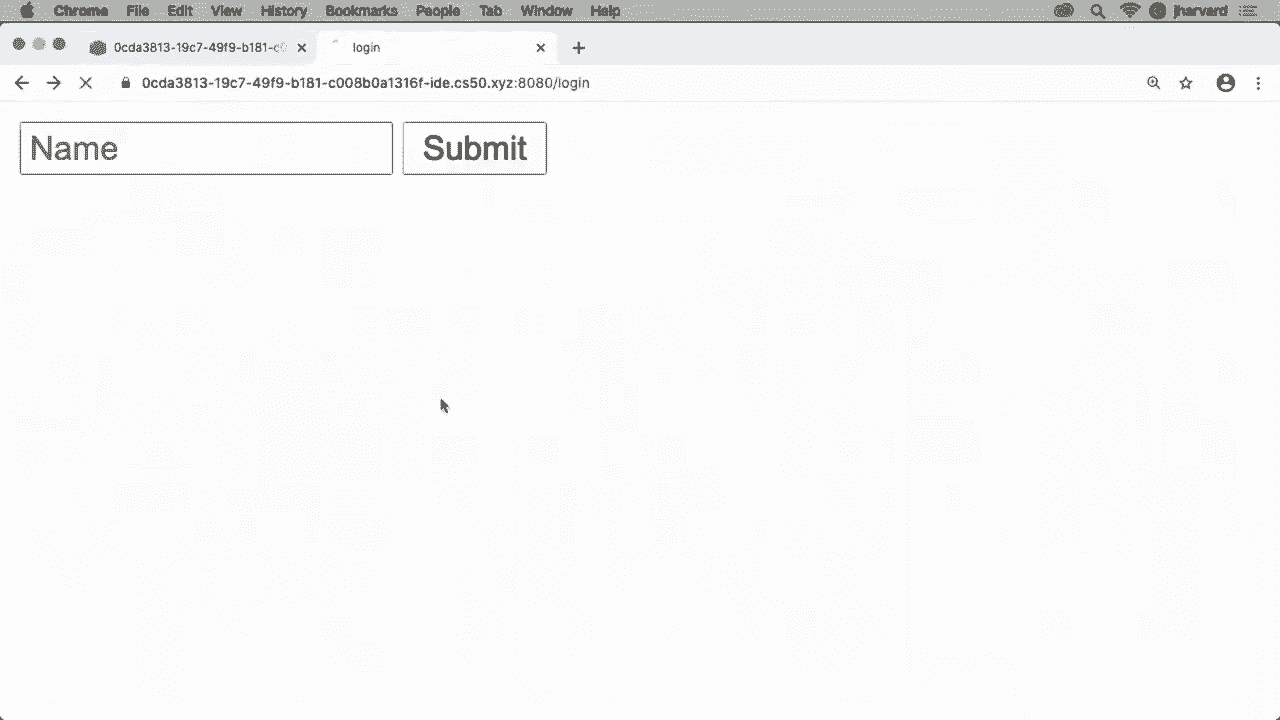 Chrome File Edit View History Bookmarks People Tab Window Help jharvard
0cda3813-19c7-49f9-b181-c0 login
0cda3813-19c7-49f9-b181-c008b0a1316f-ide.cs50.xyz:8080/login
Name Submit